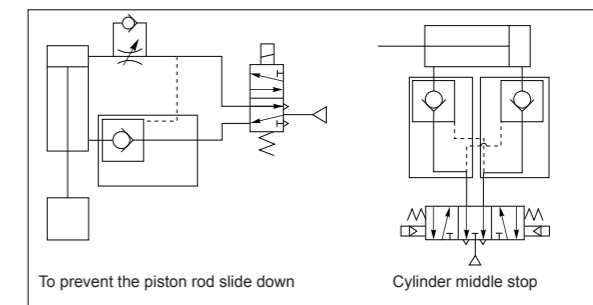 To prevent the piston rod slide down
Cylinder middle stop